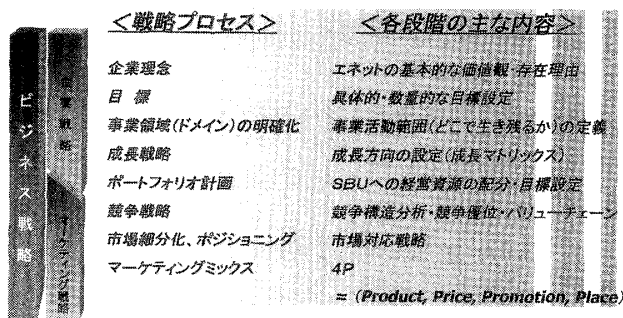 ＜戦略プロセス＞ ＜各段階の主な内容＞
企業理念 エネットの基本的な価値観・存在理由
目標 具体的・数量的な目標設定
事業領域(ドメイン)の明確化 事業活動範囲(どこで生き残るか)の定義
成長戦略 成長方向の設定(成長マトリックス)
ポートフォリオ計画 SBUへの経営資源の配分・目標設定
競争戦略 競争構造分析・競争優位・バリューチェーン
市場細分化、ポジショニング 市場対応戦略
マーケティングミックス 4P
= (Product, Price, Promotion, Place)
ビジネス戦略
企業戦略
マーケティング戦略